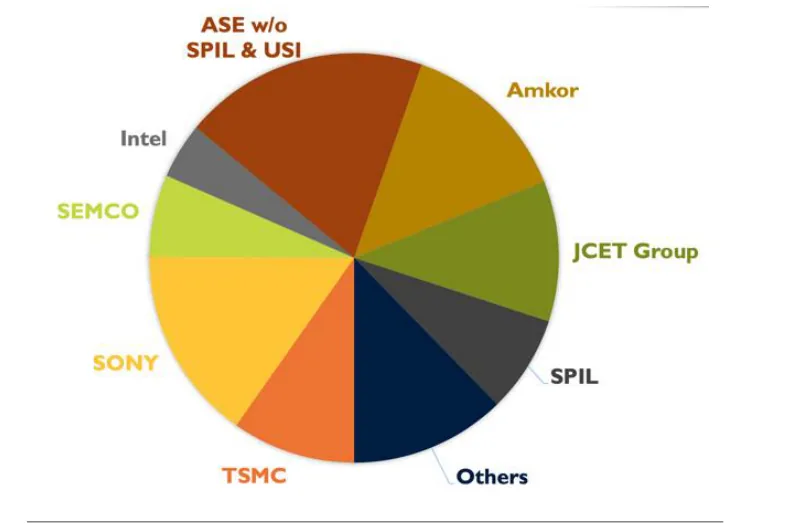 ASE w/o
SPIL & USI
Amkor
Intel
SEMCO
JCET Group
SONY
SPIL
TSMC
Others